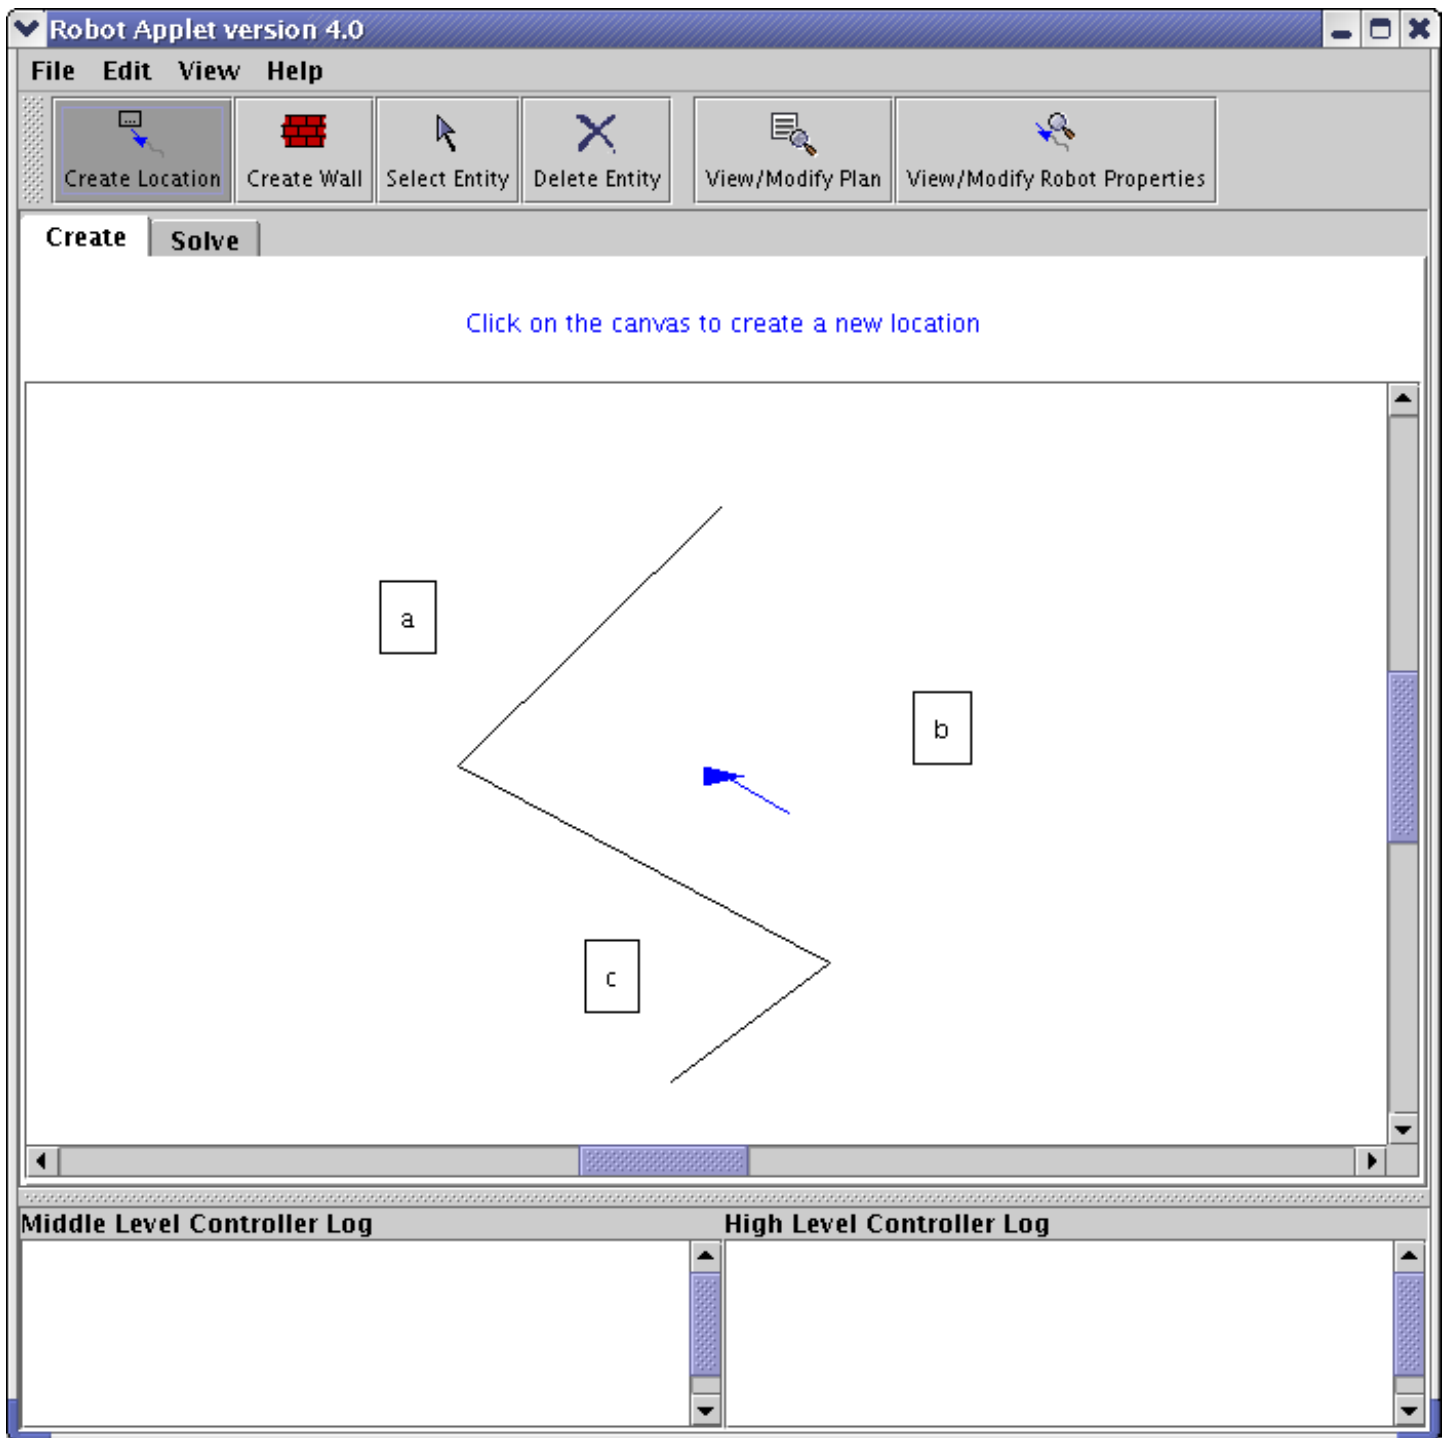 Robot Applet version 4.0
File Edit View Help
Create Location Create Wall Select Entity Delete Entity View/Modify Plan View/Modify Robot Properties
Create Solve
Click on the canvas to create a new location
a
b
c
Middle Level Controller Log High Level Controller Log